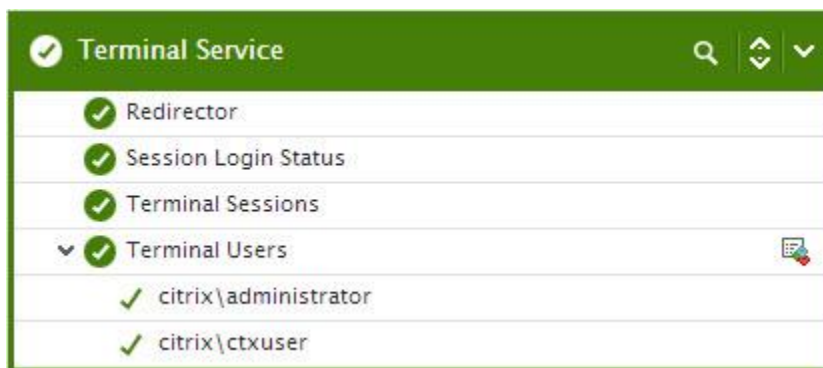 Terminal Service
Redirector
Session Login Status
Terminal Sessions
Terminal Users
citrix\administrator
citrix\ctxuser